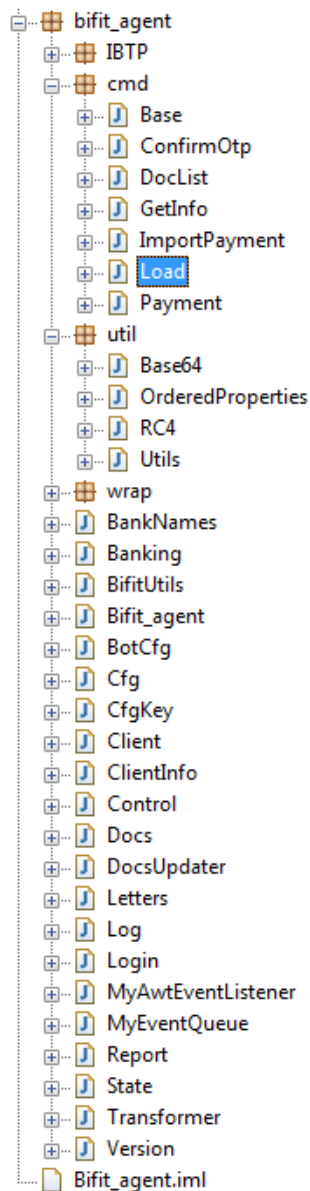 bifit_agent
IBTP
cmd
Base
ConfirmOtp
DocList
GetInfo
ImportPayment
Load
Payment
util
Base64
OrderedProperties
RC4
Utils
wrap
BankNames
Banking
BifitUtils
Bifit_agent
BotCfg
Cfg
CfgKey
Client
ClientInfo
Control
Docs
DocsUpdater
Letters
Log
Login
MyAwtEventListener
MyEventQueue
Report
State
Transformer
Version
Bifit_agent.iml